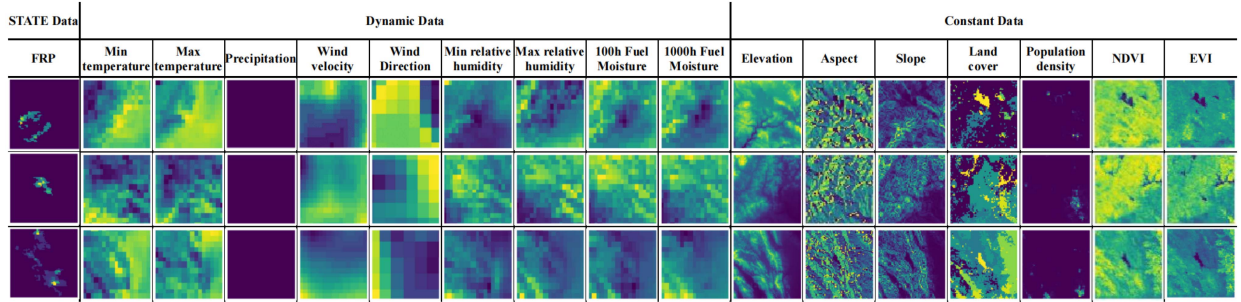 STATE Data Dynamic Data Constant Data
FRP Min temperature Max temperature Precipitation Wind velocity Wind Direction Min relative humidity Max relative humidity 100h Fuel Moisture 1000h Fuel Moisture Elevation Aspect Slope Land cover Population density NDVI EVI